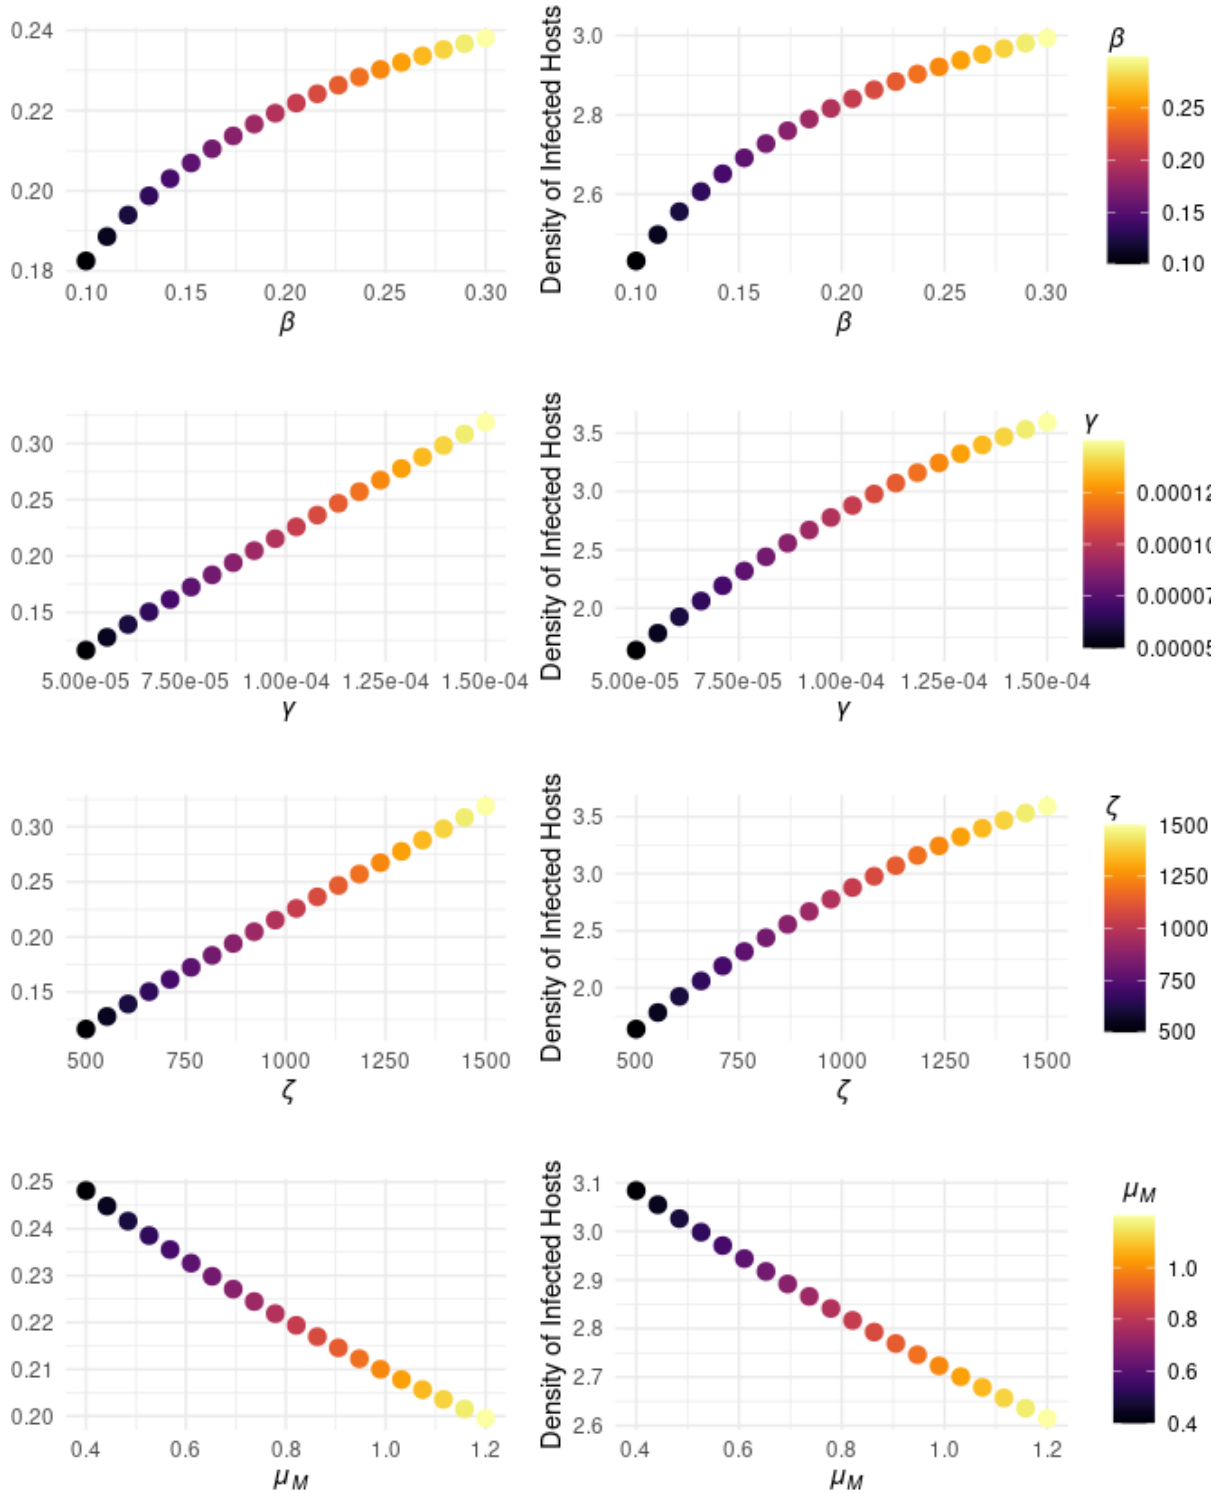 0.24
0.22
0.20
0.18
0.10 0.15 0.20 0.25 0.30
β
Density of Infected Hosts
3.0
2.8
2.6
0.10 0.15 0.20 0.25 0.30
β
β
0.25
0.20
0.15
0.10
0.30
0.25
0.20
0.15
5.00e-05 7.50e-05 1.00e-04 1.25e-04 1.50e-04
γ
Density of Infected Hosts
3.5
3.0
2.5
2.0
5.00e-05 7.50e-05 1.00e-04 1.25e-04 1.50e-04
γ
γ
0.00012
0.00010
0.00007
0.00005
0.30
0.25
0.20
0.15
500 750 1000 1250 1500
ζ
Density of Infected Hosts
3.5
3.0
2.5
2.0
500 750 1000 1250 1500
ζ
ζ
1500
1250
1000
750
500
0.25
0.24
0.23
0.22
0.21
0.20
0.4 0.6 0.8 1.0 1.2
μM
Density of Infected Hosts
3.1
3.0
2.9
2.8
2.7
2.6
0.4 0.6 0.8 1.0 1.2
μM
μM
1.0
0.8
0.6
0.4